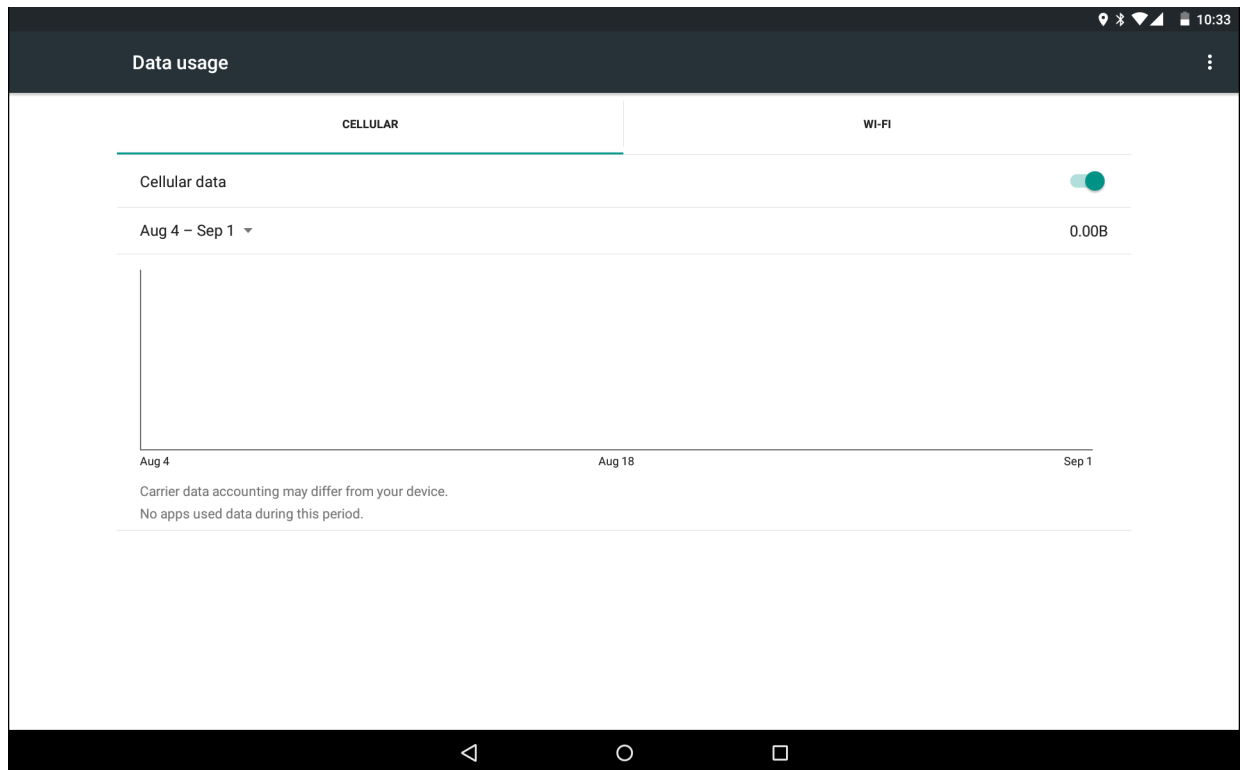 10:33
Data usage
CELLULAR WI-FI
Cellular data
Aug 4 – Sep 1 0.00B
Aug 4 Aug 18 Sep 1
Carrier data accounting may differ from your device.
No apps used data during this period.